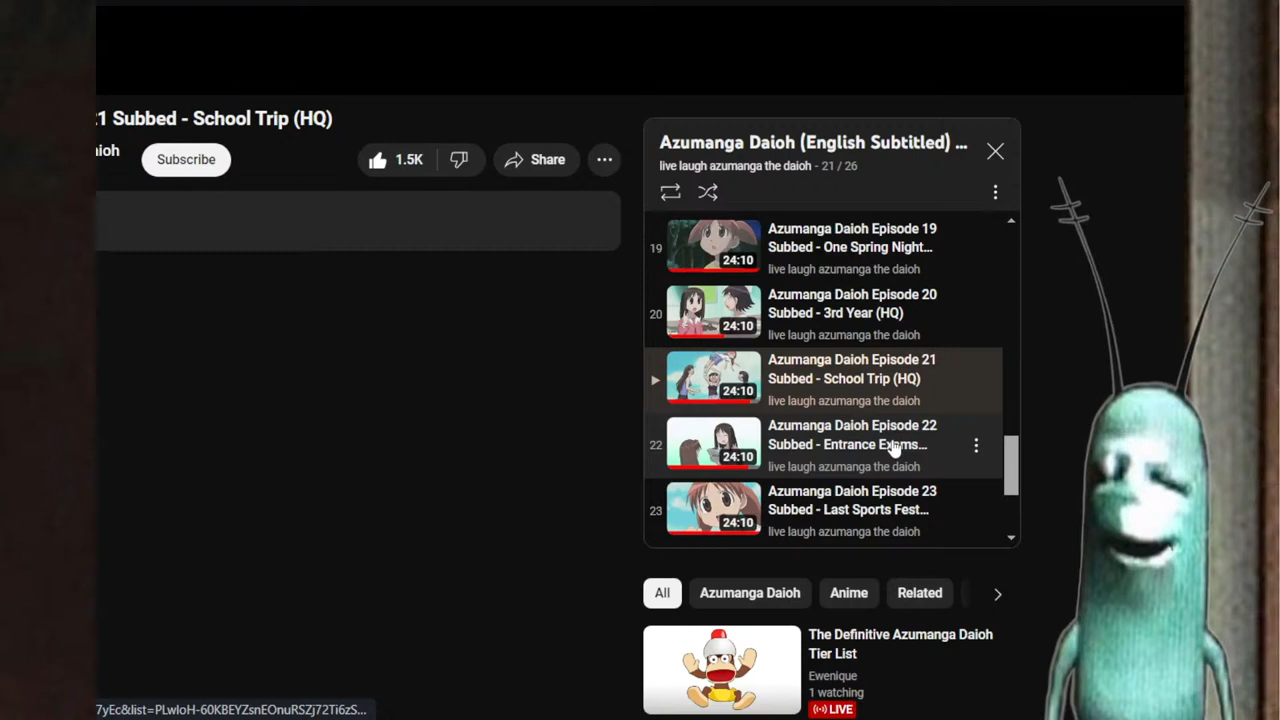 1 Subbed - School Trip (HQ)
ioh
Subscribe
1.5K
Share
Azumanga Daioh (English Subtitled) ...
live laugh azumanga the daioh - 21 / 26
19
24:10
Azumanga Daioh Episode 19
Subbed - One Spring Night...
live laugh azumanga the daioh
20
24:10
Azumanga Daioh Episode 20
Subbed - 3rd Year (HQ)
live laugh azumanga the daioh
24:10
Azumanga Daioh Episode 21
Subbed - School Trip (HQ)
live laugh azumanga the daioh
22
24:10
Azumanga Daioh Episode 22
Subbed - Entrance Exams...
live laugh azumanga the daioh
23
24:10
Azumanga Daioh Episode 23
Subbed - Last Sports Fest...
live laugh azumanga the daioh
All
Azumanga Daioh
Anime
Related
The Definitive Azumanga Daioh
Tier List
Ewenique
1 watching
LIVE
7yEc&list=PLwIoH-60KBEYZsnEOnuRSZj72Ti6zS...